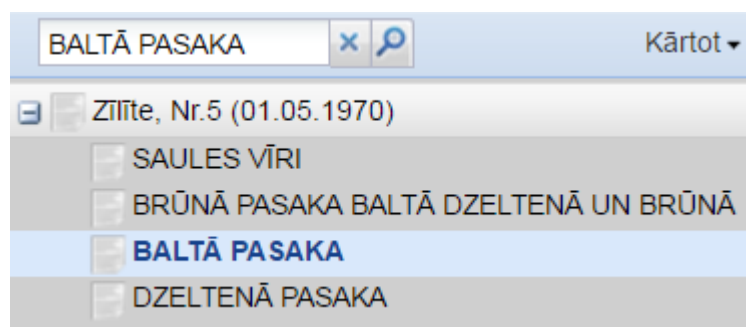 BALTĀ PASAKA
Kārtot
Zīlīte, Nr.5 (01.05.1970)
SAULES VĪRI
BRŪNĀ PASAKA BALTĀ DZELTENĀ UN BRŪNĀ
BALTĀ PASAKA
DZELTENĀ PASAKA